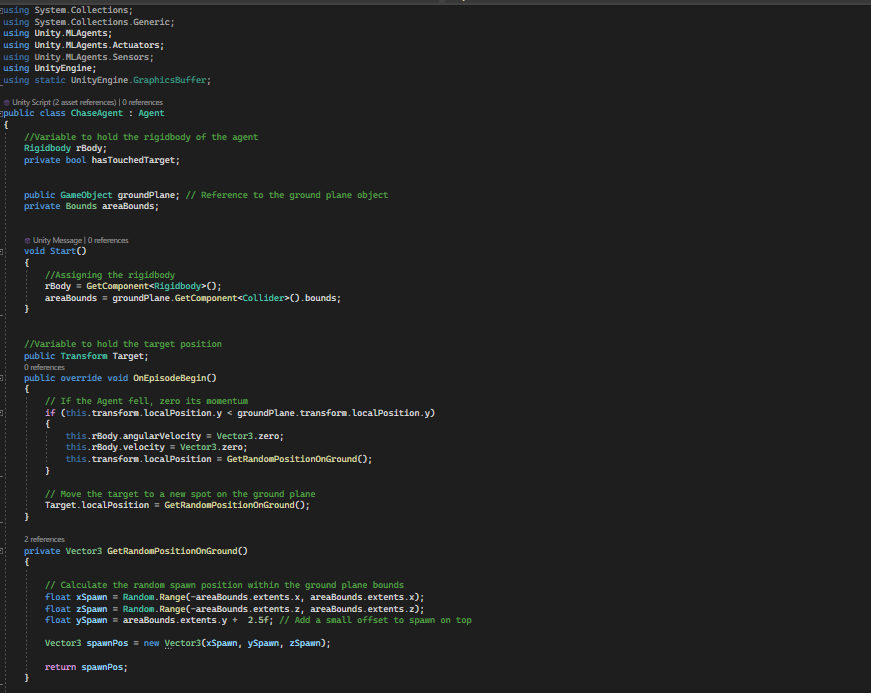 using System.Collections;
using System.Collections.Generic;
using Unity.MLAgents;
using Unity.MLAgents.Actuators;
using Unity.MLAgents.Sensors;
using UnityEngine;
using static UnityEngine.GraphicsBuffer;
Unity Script (2 asset references) | 0 references
public class ChaseAgent : Agent
{
//Variable to hold the rigidbody of the agent
Rigidbody rBody;
private bool hasTouchedTarget;
public GameObject groundPlane; // Reference to the ground plane object
private Bounds areaBounds;
Unity Message | 0 references
void Start()
{
//Assigning the rigidbody
rBody = GetComponent<Rigidbody>();
areaBounds = groundPlane.GetComponent<Collider>().bounds;
}
//Variable to hold the target position
public Transform Target;
0 references
public override void OnEpisodeBegin()
{
// If the Agent fell, zero its momentum
if (this.transform.localPosition.y < groundPlane.transform.localPosition.y)
{
this.rBody.angularVelocity = Vector3.zero;
this.rBody.velocity = Vector3.zero;
this.transform.localPosition = GetRandomPositionOnGround();
}
// Move the target to a new spot on the ground plane
Target.localPosition = GetRandomPositionOnGround();
}
2 references
private Vector3 GetRandomPositionOnGround()
{
// Calculate the random spawn position within the ground plane bounds
float xSpawn = Random.Range(-areaBounds.extents.x, areaBounds.extents.x);
float zSpawn = Random.Range(-areaBounds.extents.z, areaBounds.extents.z);
float ySpawn = areaBounds.extents.y +  2.5f; // Add a small offset to spawn on top
Vector3 spawnPos = new Vector3(xSpawn, ySpawn, zSpawn);
return spawnPos;
}